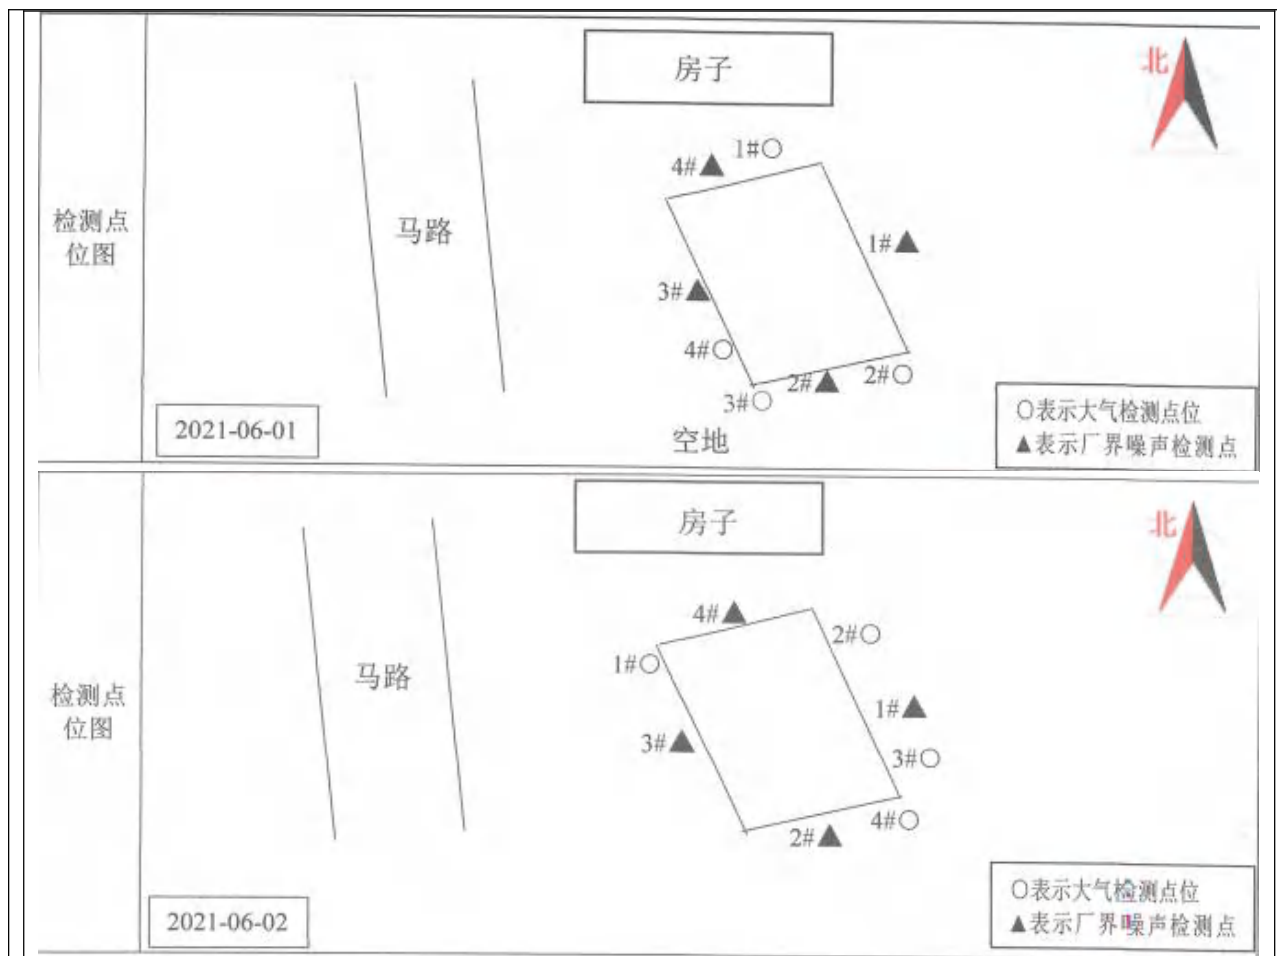 房子
北
1#○
4#▲
检测点
位图
马路
1#▲
3#▲
4#○
2#▲
2#○
3#○
2021-06-01
空地
○表示大气检测点位
▲表示厂界噪声检测点
房子
北
4#▲
2#○
1#○
检测点
位图
马路
1#▲
3#▲
3#○
2#▲
4#○
2021-06-02
○表示大气检测点位
▲表示厂界噪声检测点